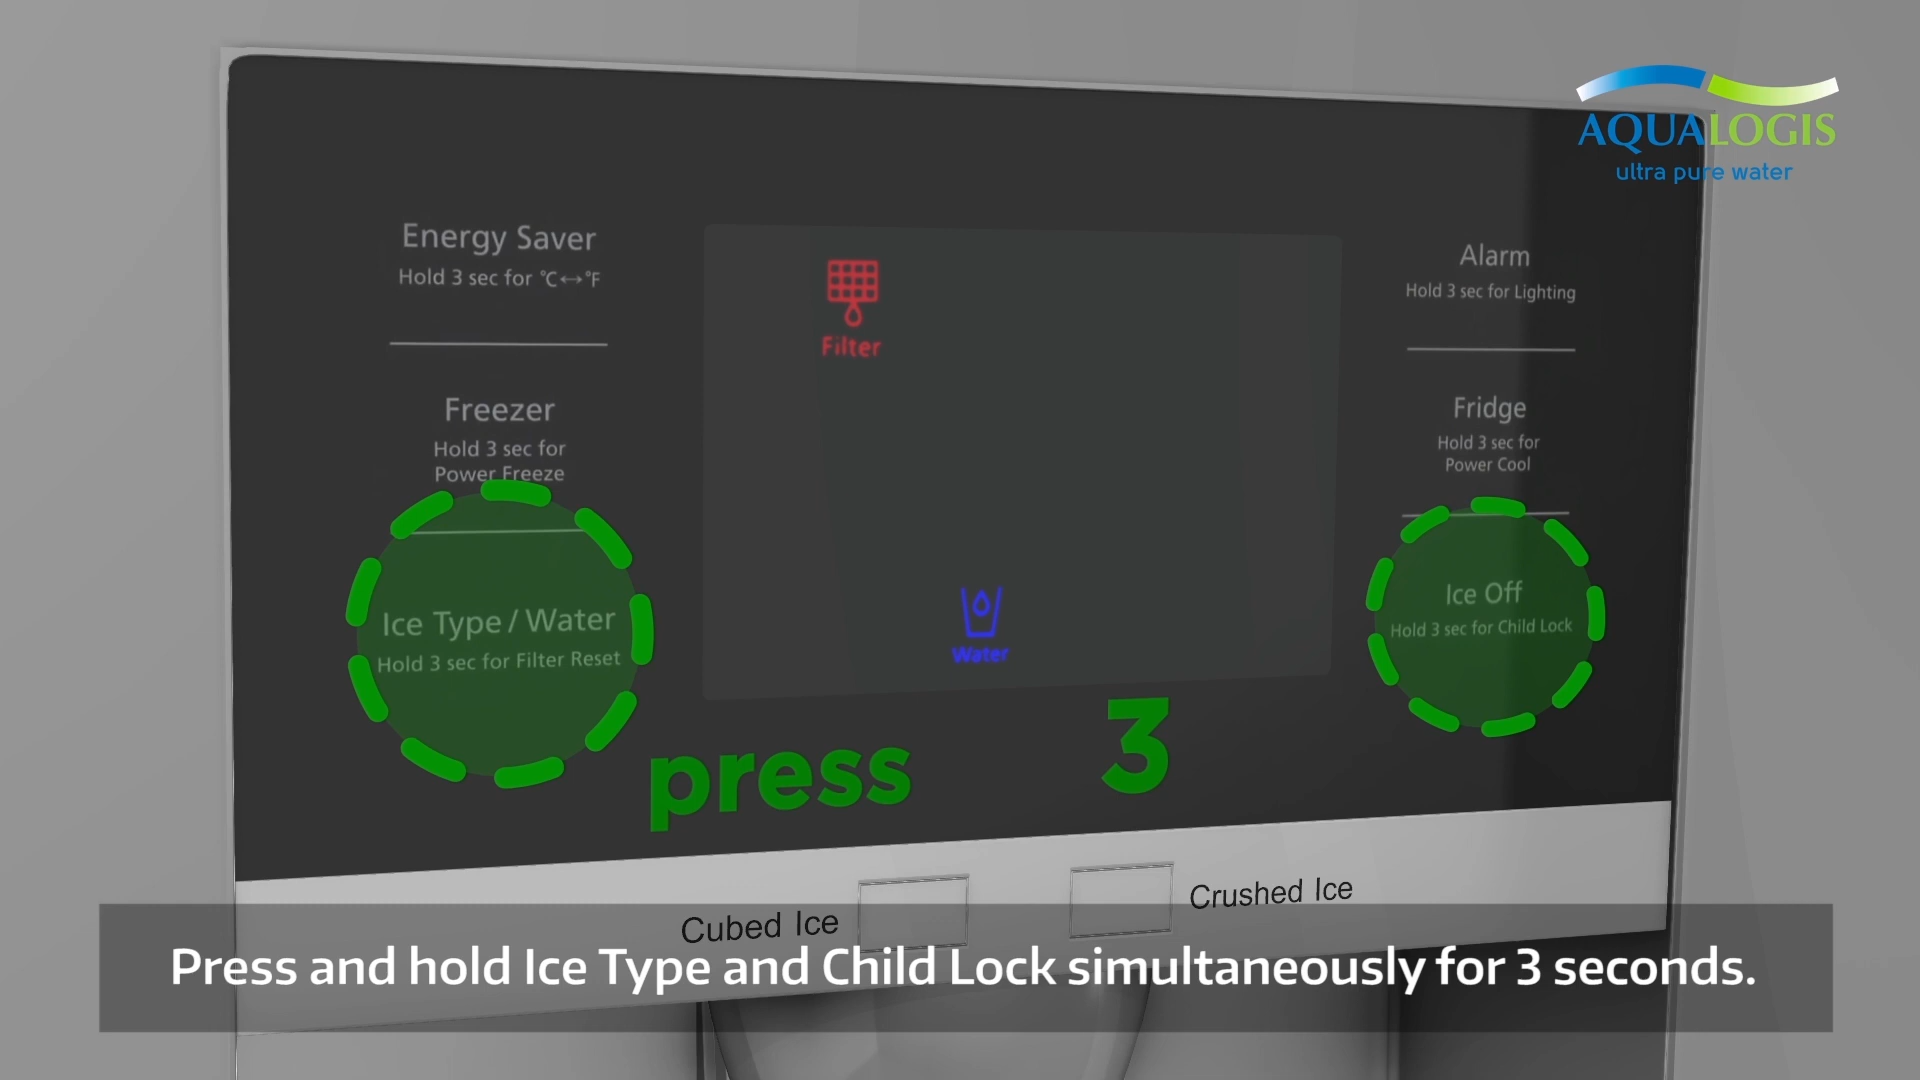 AQUALOGIS
ultra pure water
Energy Saver
Hold 3 sec for °C↔°F
Freezer
Hold 3 sec for
Power Freeze
Ice Type / Water
Hold 3 sec for Filter Reset
Filter
Water
Alarm
Hold 3 sec for Lighting
Fridge
Hold 3 sec for
Power Cool
Ice Off
Hold 3 sec for Child Lock
press 3
Cubed Ice
Crushed Ice
Press and hold Ice Type and Child Lock simultaneously for 3 seconds.